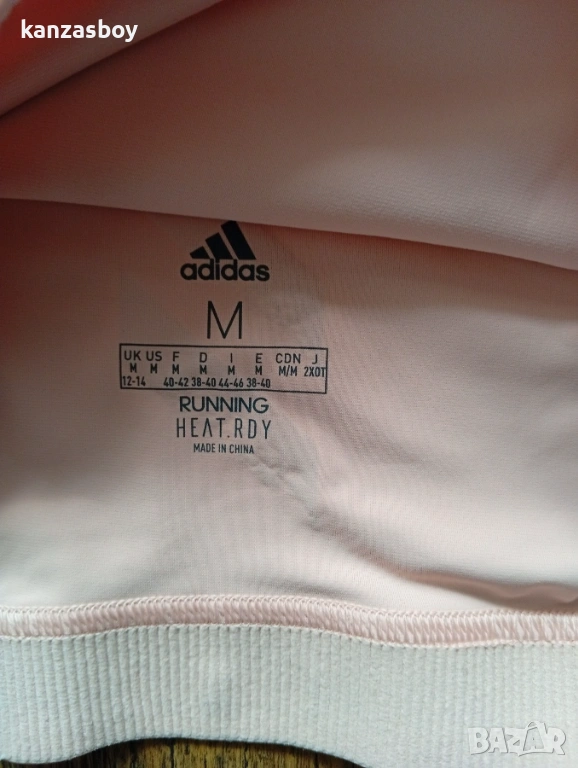 kanzasboy
adidas
M
UK US F D I E CDN J
M M M M M M M/M 2XOT
12-14 40-42 38-40 44-46 38-40
RUNNING
HEAT.RDY
MADE IN CHINA
BAZAR